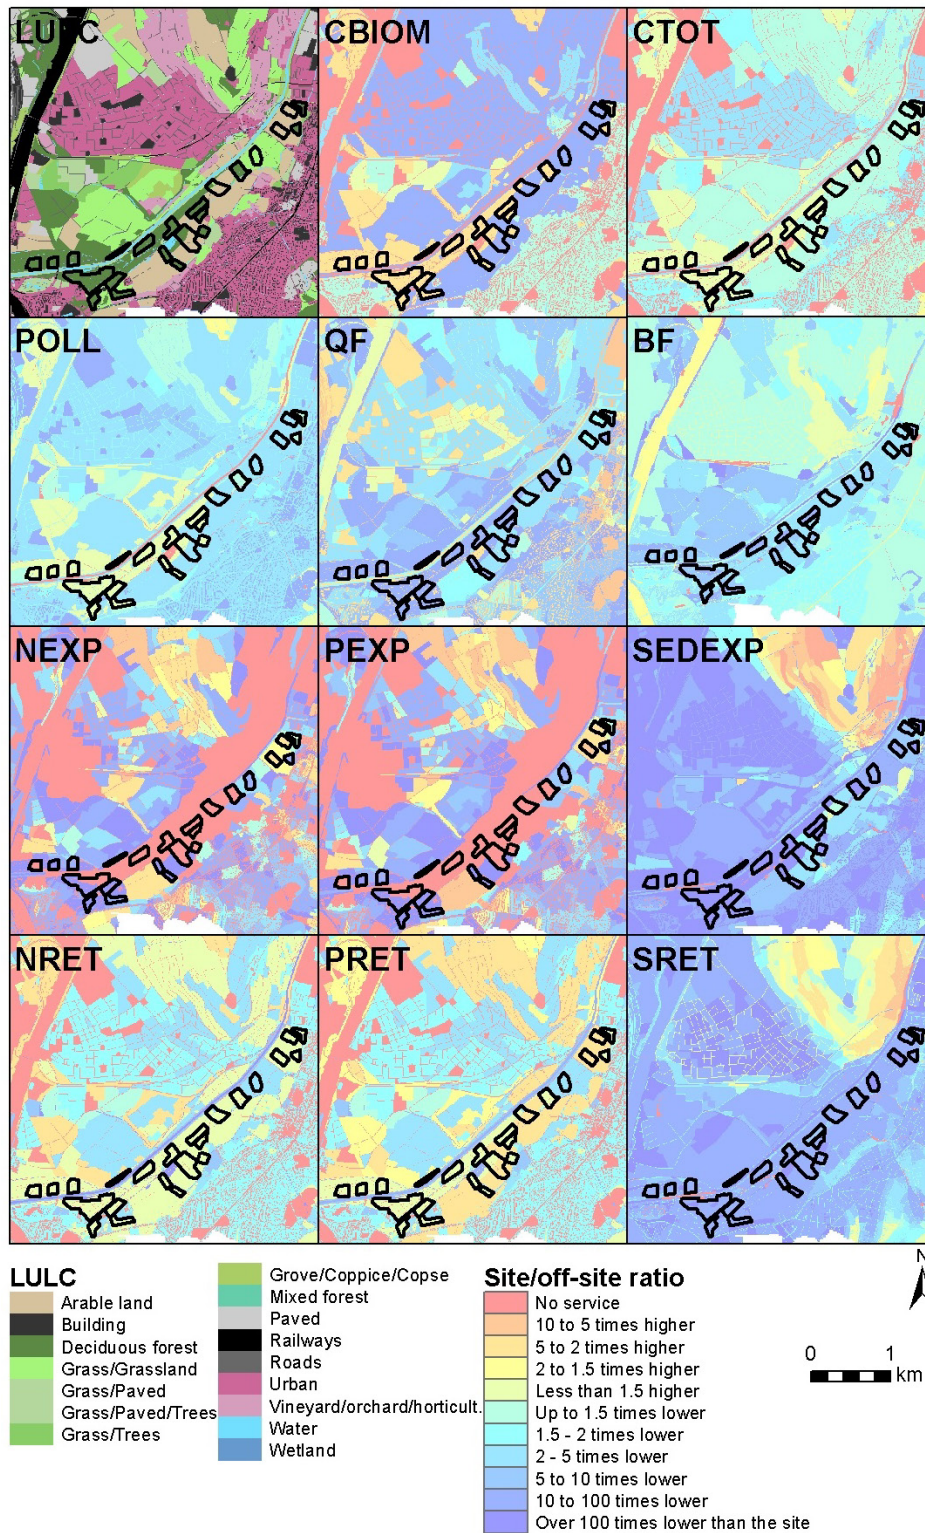 LULC
CBIOM
CTOT
POLL
QF
BF
NEXP
PEXP
SEDEXP
NRET
PRET
SRET
LULC
Arable land
Building
Deciduous forest
Grass/Grassland
Grass/Paved
Grass/Paved/Trees
Grass/Trees
Grove/Coppice/Copse
Mixed forest
Paved
Railways
Roads
Urban
Vineyard/orchard/horticult.
Water
Wetland
Site/off-site ratio
No service
10 to 5 times higher
5 to 2 times higher
2 to 1.5 times higher
Less than 1.5 higher
Up to 1.5 times lower
1.5 - 2 times lower
2 - 5 times lower
5 to 10 times lower
10 to 100 times lower
Over 100 times lower than the site
N
0 1
km